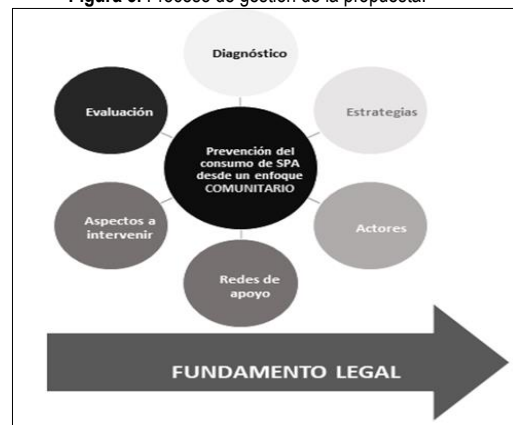 Figura 3. Proceso de gestión de la propuesta.
Diagnóstico
Evaluación
Estrategias
Prevención del
consumo de SPA
desde un enfoque
COMUNITARIO
Aspectos a
intervenir
Actores
Redes de
apoyo
FUNDAMENTO LEGAL